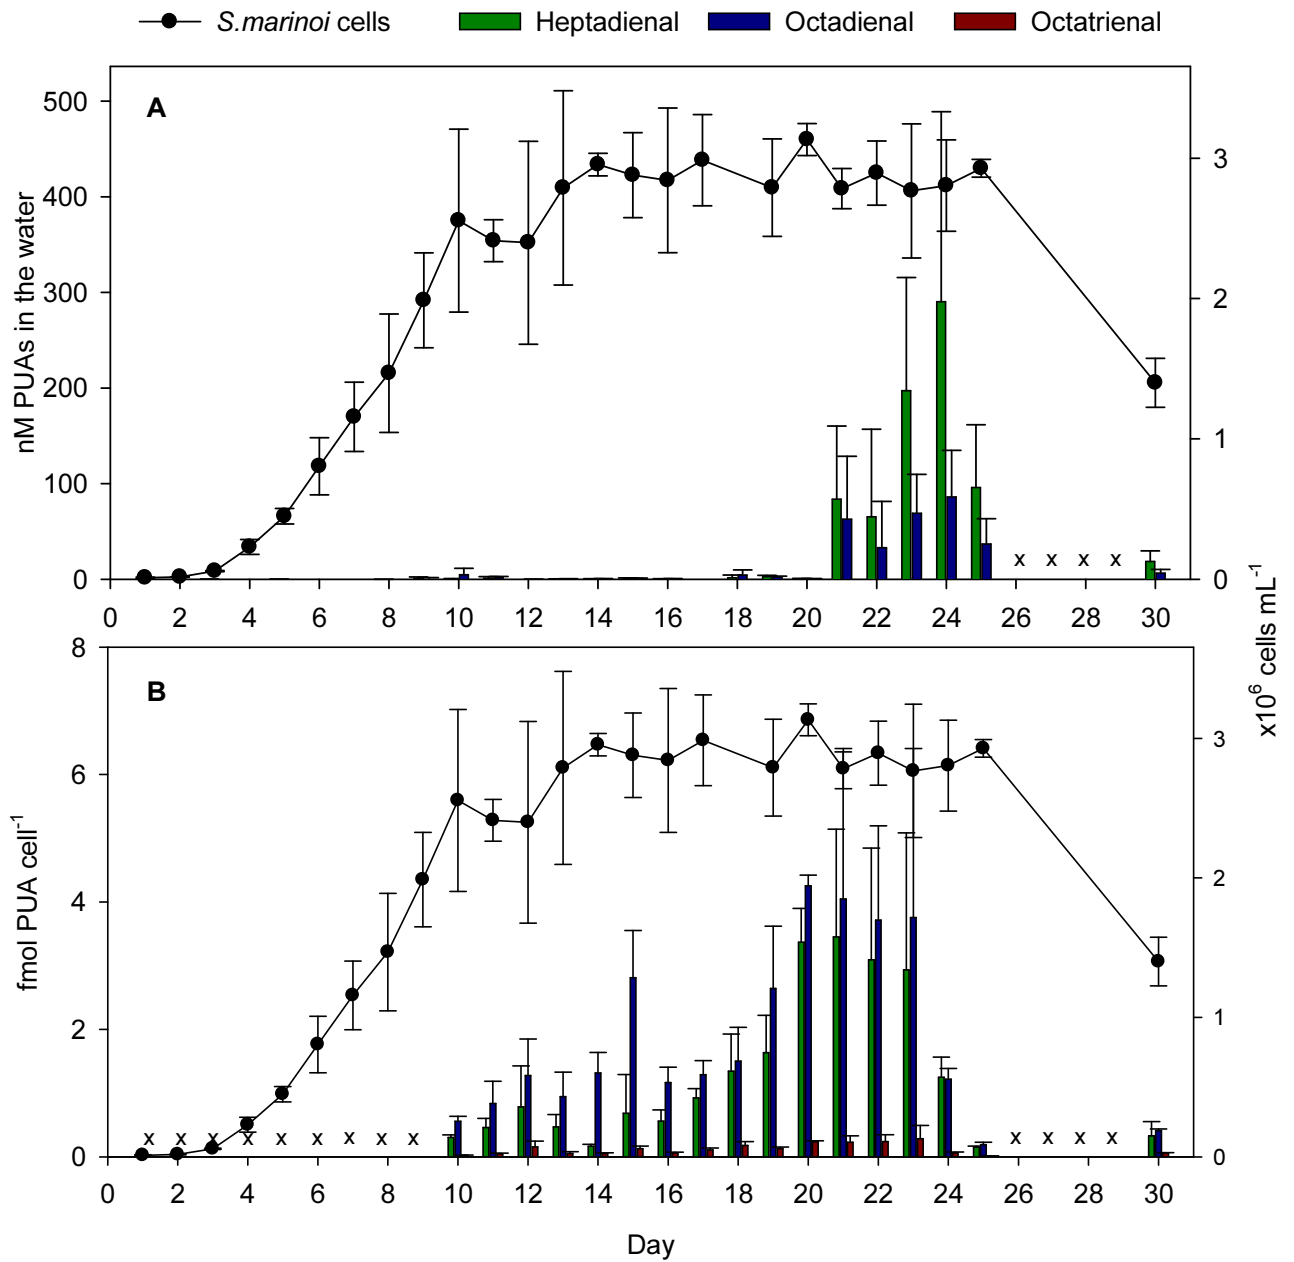 S.marinoi cells Heptadienal Octadienal Octatrienal
A
500
400
300
200
100
0
nM PUAs in the water
3
2
1
0
x x x x
0 2 4 6 8 10 12 14 16 18 20 22 24 26 28 30
x10⁶ cells mL⁻¹
B
8
6
4
2
0
fmol PUA cell⁻¹
3
2
1
0
x x x x x x x x x x x x x
0 2 4 6 8 10 12 14 16 18 20 22 24 26 28 30
Day